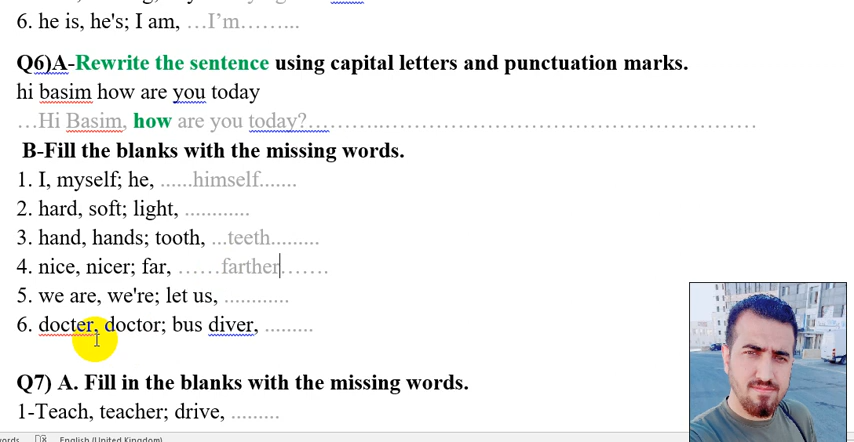 6. he is, he's; I am, …I'm……...
Q6)A-Rewrite the sentence using capital letters and punctuation marks.
hi basim how are you today
…Hi Basim, how are you today?……………………………………………………
B-Fill the blanks with the missing words.
1. I, myself; he, ......himself.......
2. hard, soft; light, ............
3. hand, hands; tooth, ...teeth.........
4. nice, nicer; far, ……farther…….
5. we are, we're; let us, ............
6. docter, doctor; bus diver, .........
Q7) A. Fill in the blanks with the missing words.
1-Teach, teacher; drive, .........
English (United Kingdom)